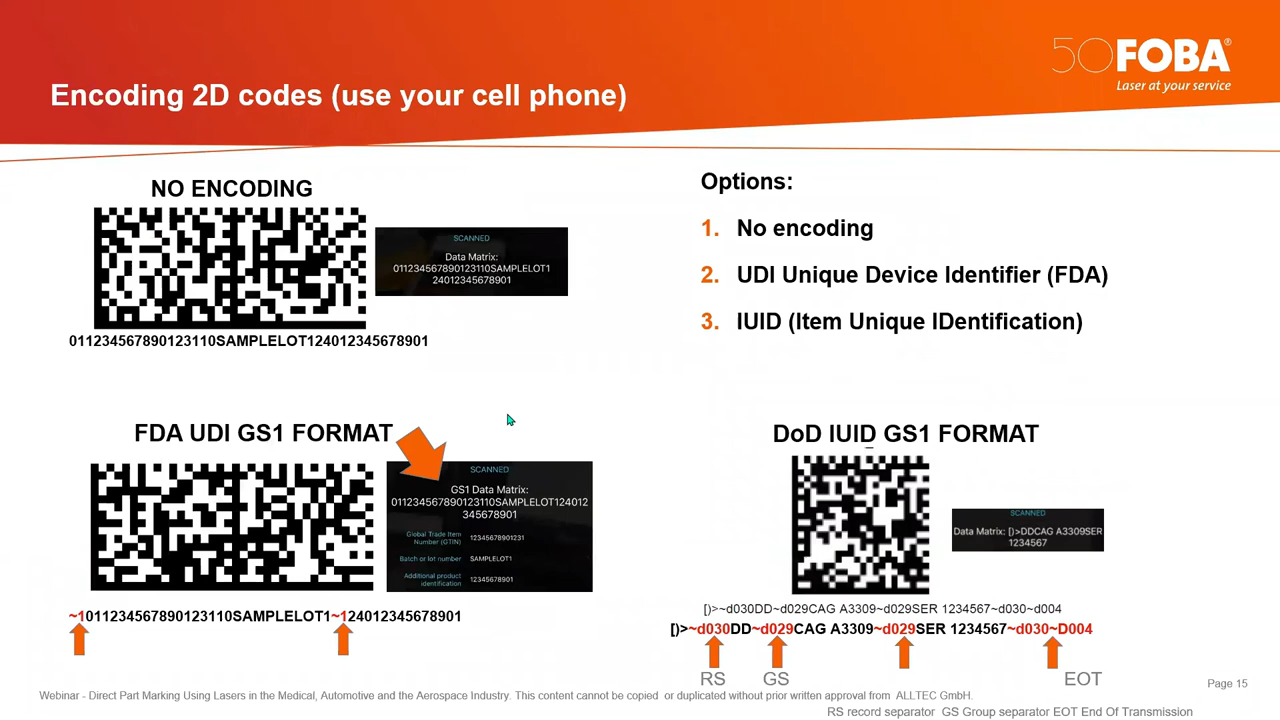 50 FOBA®
Laser at your service
Encoding 2D codes (use your cell phone)
NO ENCODING
SCANNED
Data Matrix:
011234567890123110SAMPLELOT1
24012345678901
011234567890123110SAMPLELOT124012345678901
Options:
1. No encoding
2. UDI Unique Device Identifier (FDA)
3. IUID (Item Unique IDentification)
FDA UDI GS1 FORMAT
SCANNED
GS1 Data Matrix:
011234567890123110SAMPLELOT124012
345678901
Global Trade Item
Number (GTIN)
12345678901231
Batch or lot number
SAMPLELOT1
Additional product
identification
12345678901
~1011234567890123110SAMPLELOT1~124012345678901
DoD IUID GS1 FORMAT
SCANNED
Data Matrix: [)>DDCAG A3309SER
1234567
[)>~d030DD~d029CAG A3309~d029SER 1234567~d030~d004
[)>~d030DD~d029CAG A3309~d029SER 1234567~d030~D004
RS GS EOT
Page 15
Webinar - Direct Part Marking Using Lasers in the Medical, Automotive and the Aerospace Industry. This content cannot be copied or duplicated without prior written approval from ALLTEC GmbH.
RS record separator GS Group separator EOT End Of Transmission